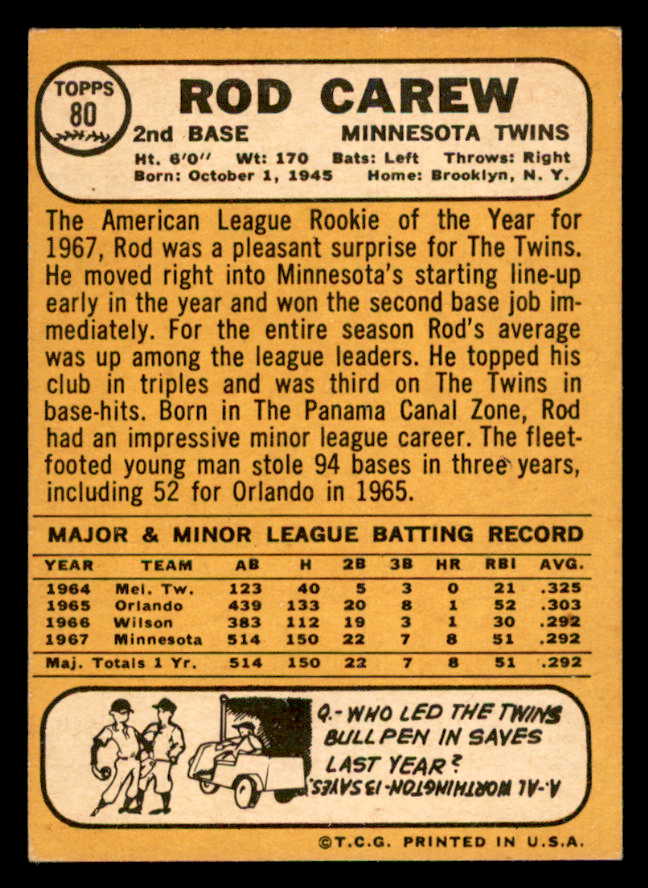 TOPPS
80
ROD CAREW
2nd BASE MINNESOTA TWINS
Ht. 6'0" Wt: 170 Bats: Left Throws: Right
Born: October 1, 1945 Home: Brooklyn, N. Y.
The American League Rookie of the Year for
1967, Rod was a pleasant surprise for The Twins.
He moved right into Minnesota's starting line-up
early in the year and won the second base job im-
mediately. For the entire season Rod's average
was up among the league leaders. He topped his
club in triples and was third on The Twins in
base-hits. Born in The Panama Canal Zone, Rod
had an impressive minor league career. The fleet-
footed young man stole 94 bases in three years,
including 52 for Orlando in 1965.
MAJOR & MINOR LEAGUE BATTING RECORD
YEAR TEAM AB H 2B 3B HR RBI AVG.
1964 Mel. Tw. 123 40 5 3 0 21 .325
1965 Orlando 439 133 20 8 1 52 .303
1966 Wilson 383 112 19 3 1 30 .292
1967 Minnesota 514 150 22 7 8 51 .292
Maj. Totals 1 Yr. 514 150 22 7 8 51 .292
Q.-WHO LED THE TWINS
BULLPEN IN SAVES
LAST YEAR?
A-AL WORTHINGTON-13 SAVES.
©T.C.G. PRINTED IN U.S.A.